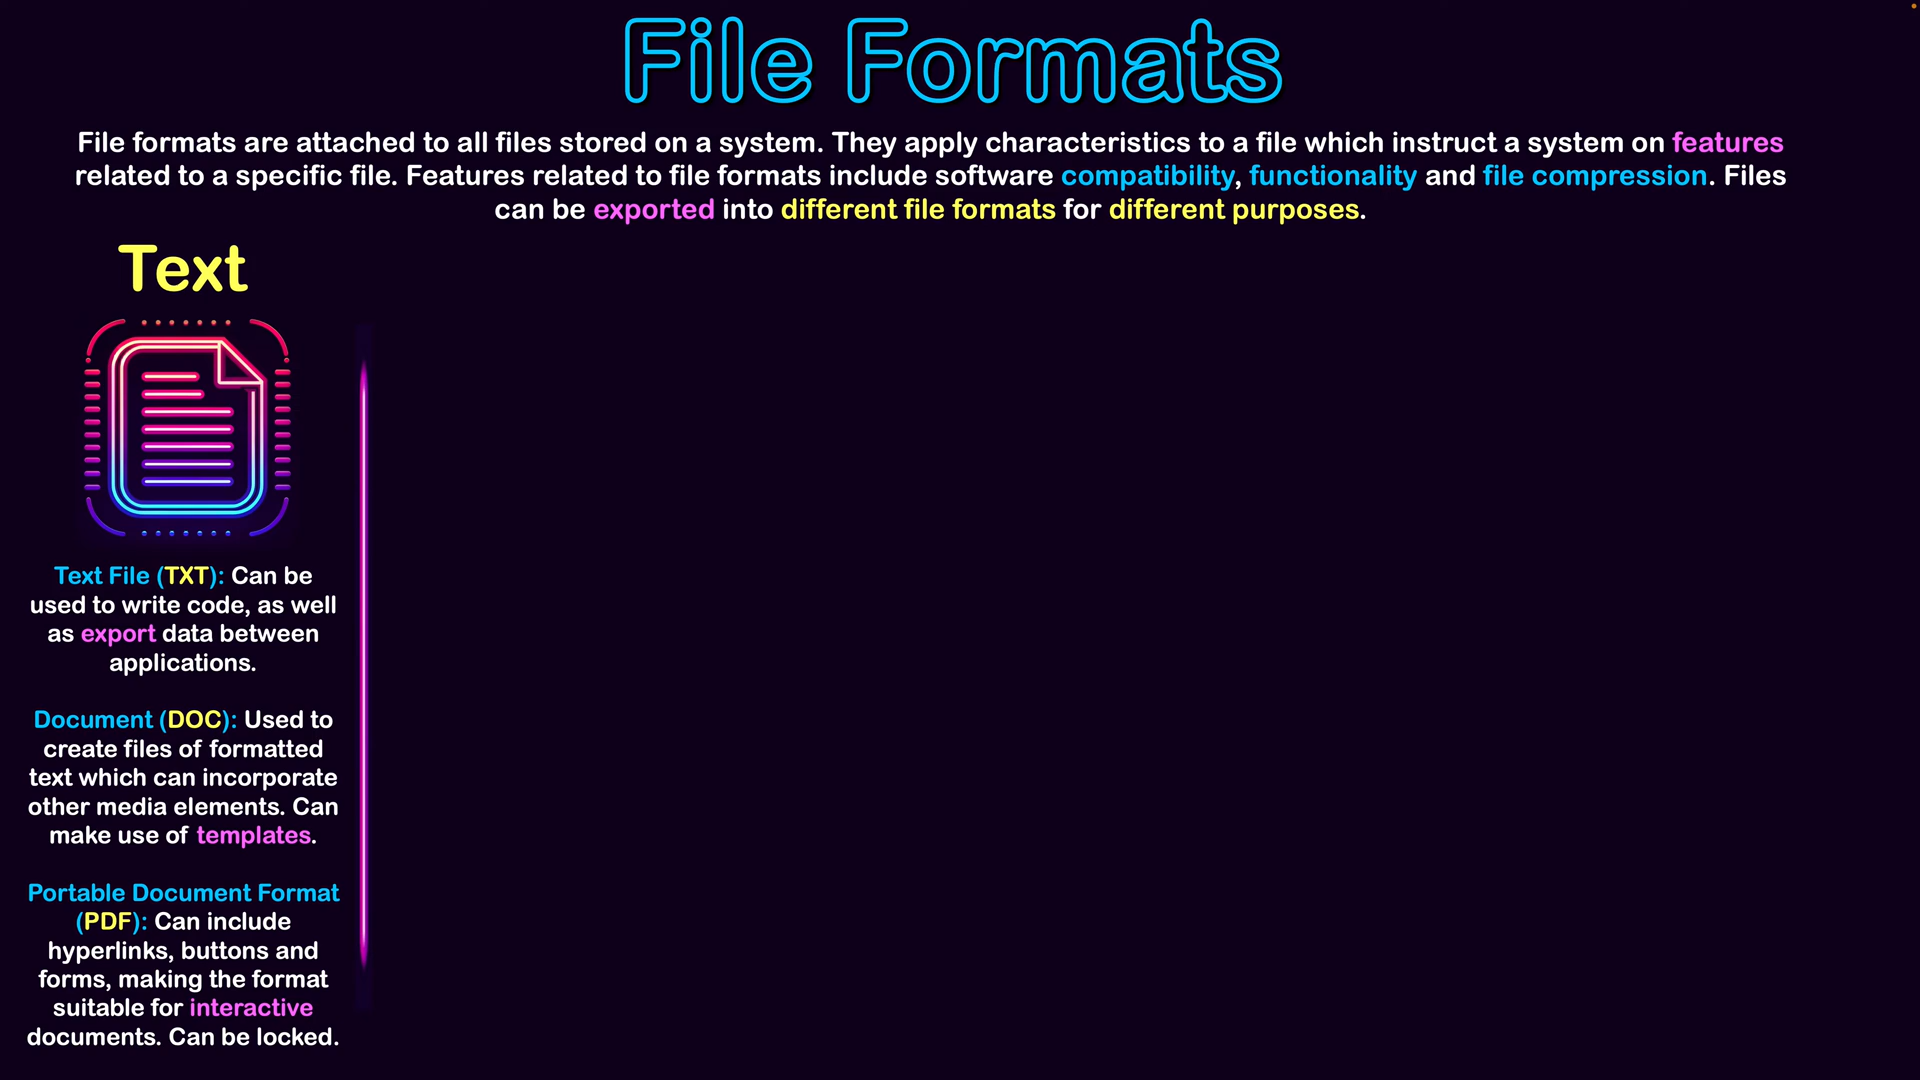 File Formats
File formats are attached to all files stored on a system. They apply characteristics to a file which instruct a system on features
related to a specific file. Features related to file formats include software compatibility, functionality and file compression. Files
can be exported into different file formats for different purposes.
Text
Text File (TXT): Can be
used to write code, as well
as export data between
applications.
Document (DOC): Used to
create files of formatted
text which can incorporate
other media elements. Can
make use of templates.
Portable Document Format
(PDF): Can include
hyperlinks, buttons and
forms, making the format
suitable for interactive
documents. Can be locked.